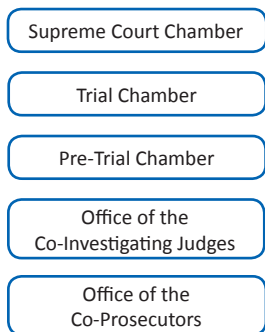 Supreme Court Chamber
Trial Chamber
Pre-Trial Chamber
Office of the
Co-Investigating Judges
Office of the
Co-Prosecutors